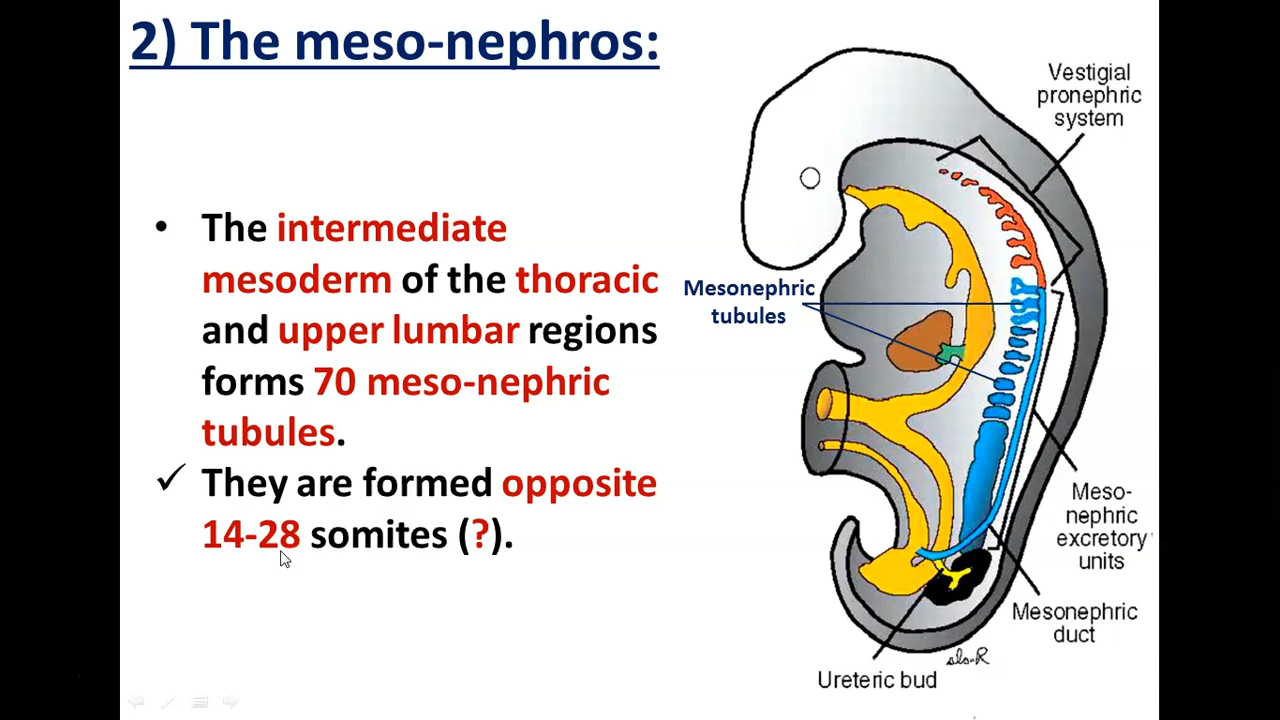 2) The meso-nephros:
• The intermediate
mesoderm of the thoracic
and upper lumbar regions
forms 70 meso-nephric
tubules.
✓ They are formed opposite
14-28 somites (?).
Vestigial
pronephric
system
Mesonephric
tubules
Meso-
nephric
excretory
units
Mesonephric
duct
Ureteric bud